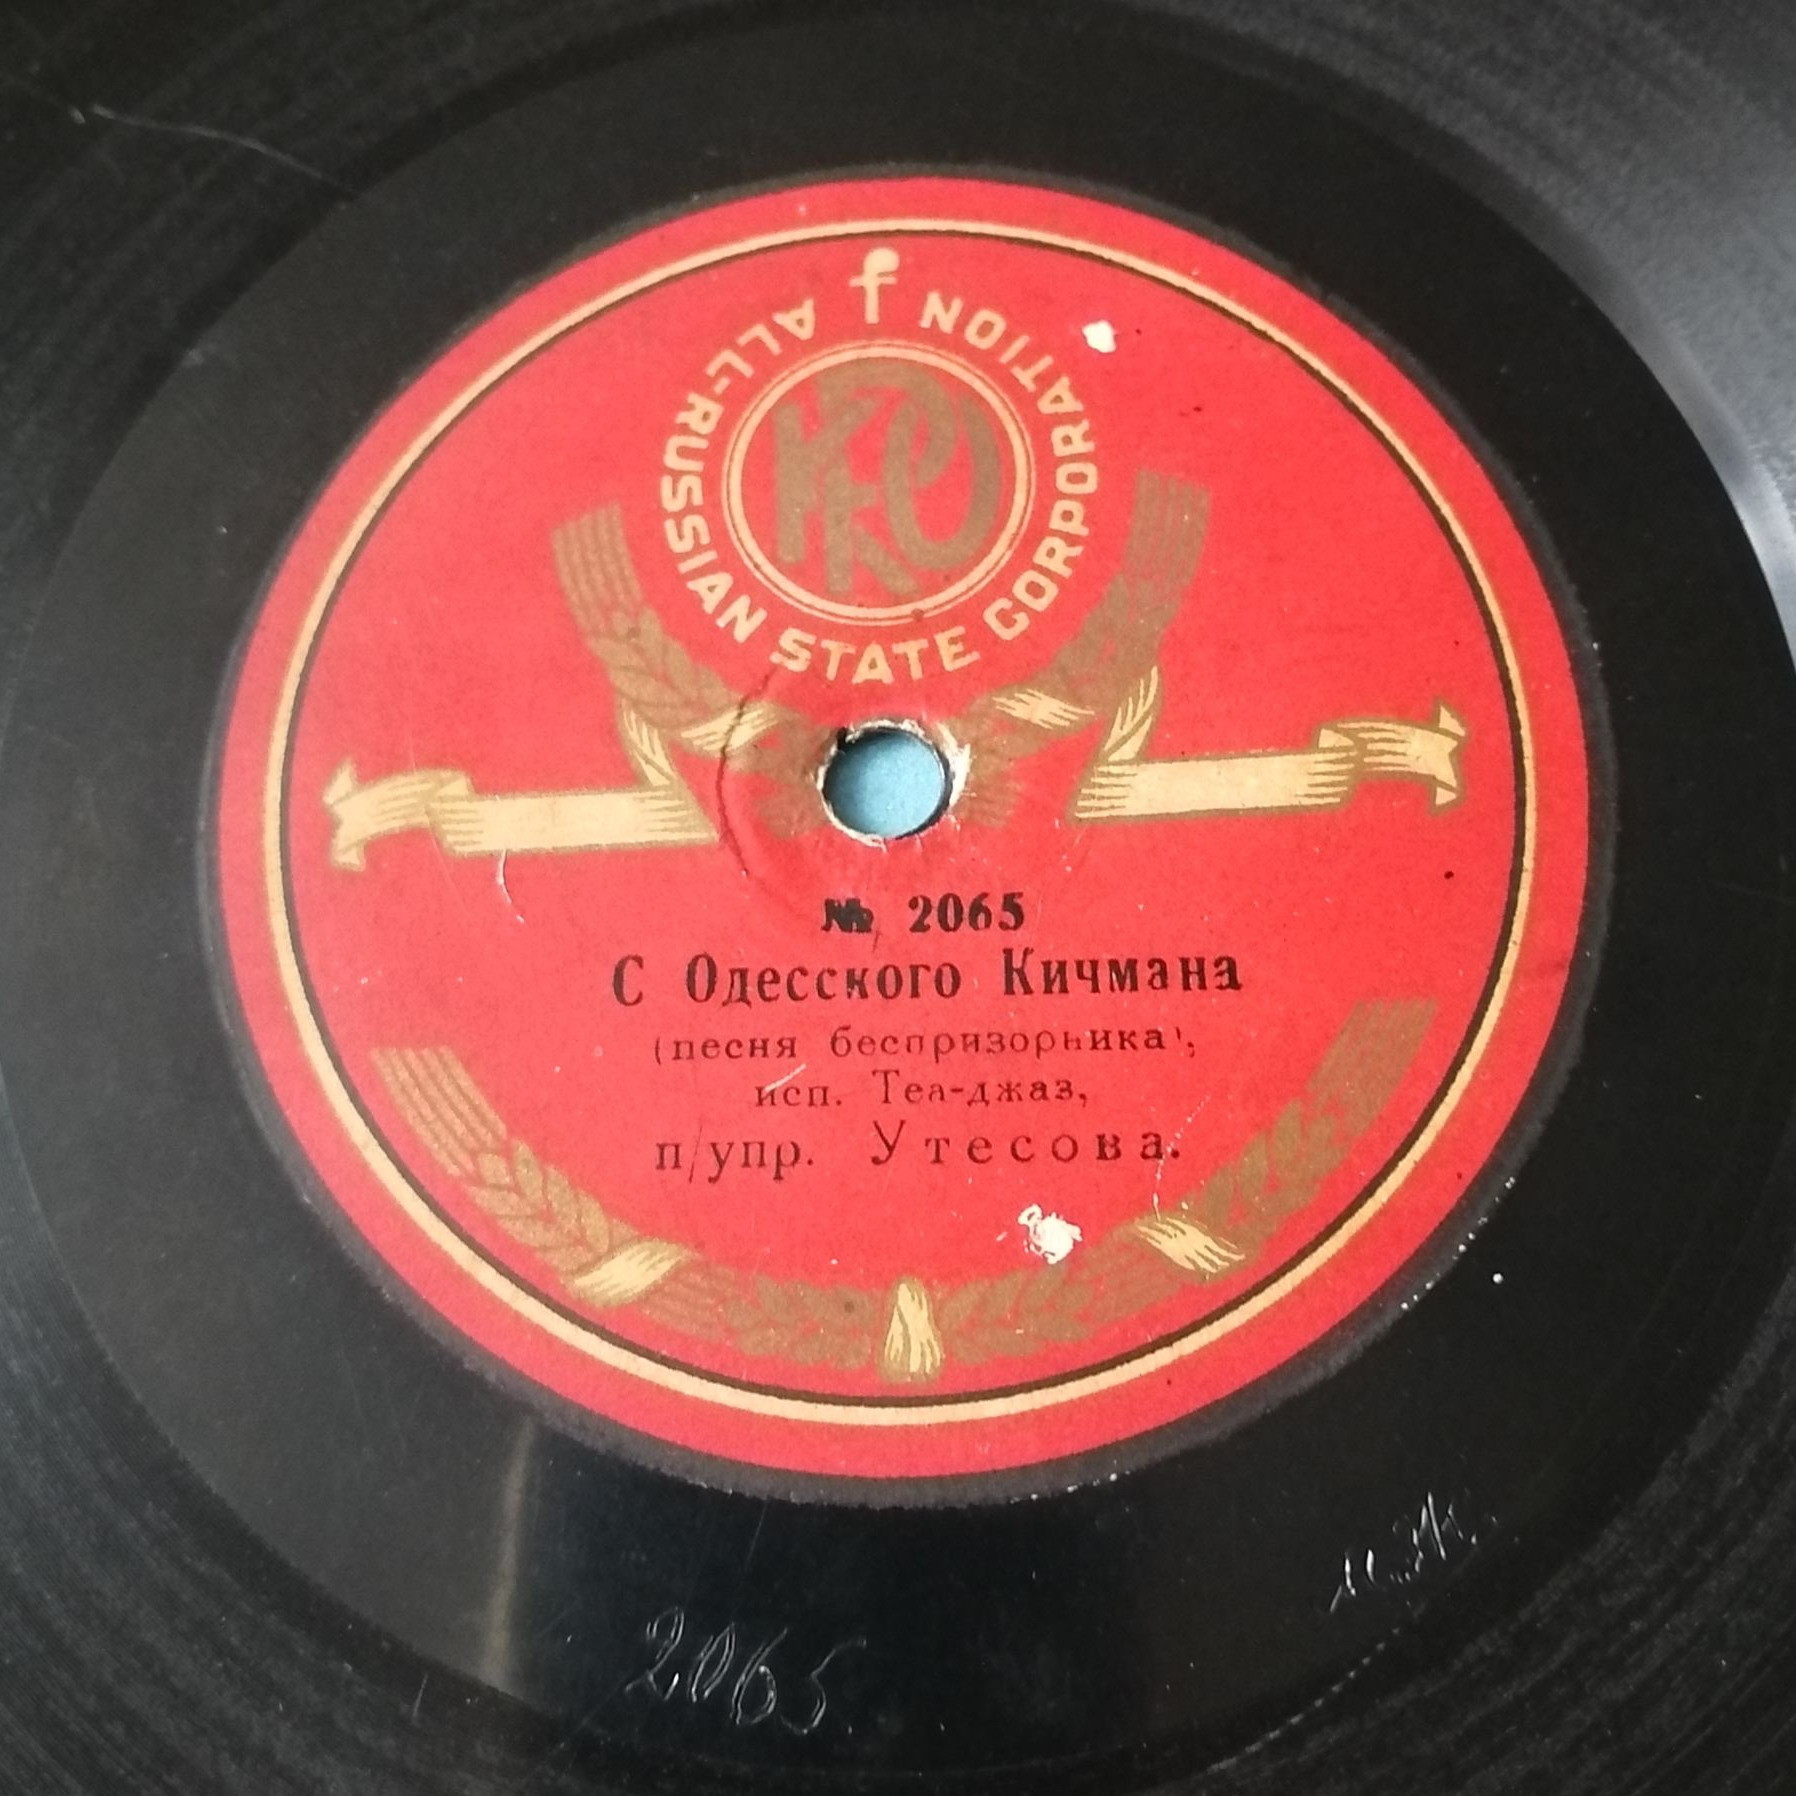 ALL-RUSSIAN STATE CORPORATION
№ 2065
С Одесского Кичмана
(песня беспризорника),
исп. Теа-джаз,
п/упр. Утесова.
2065